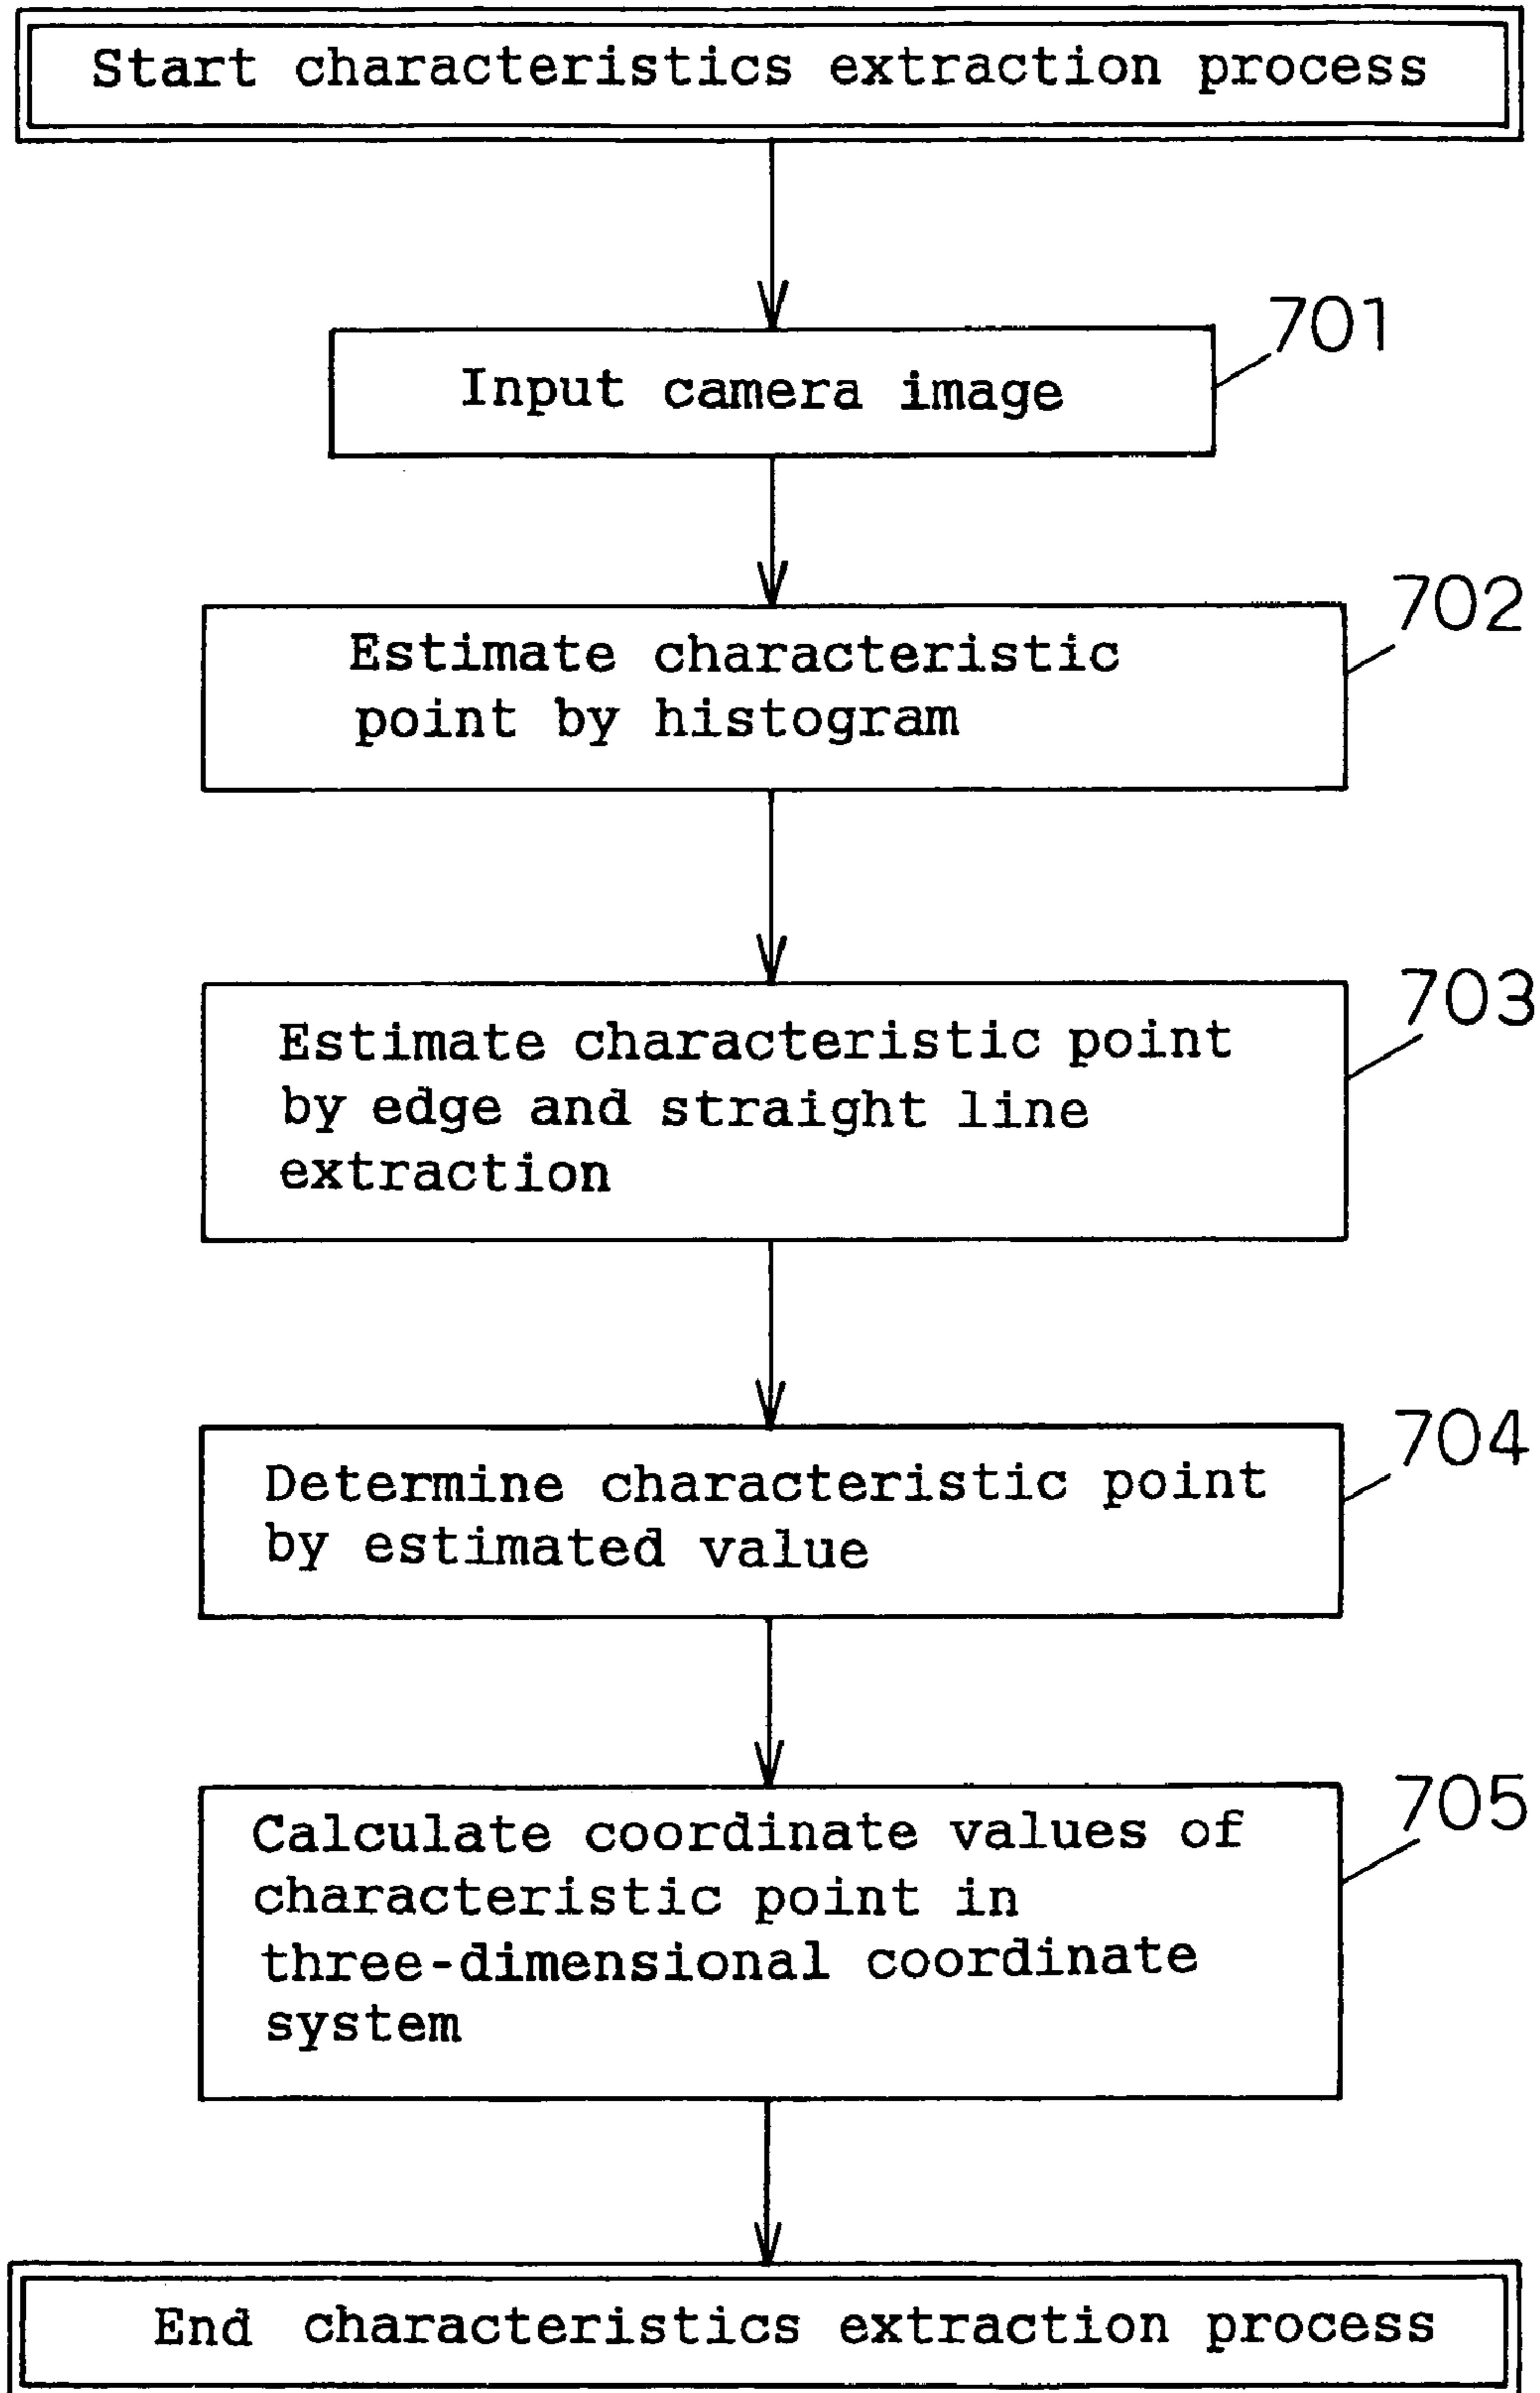 Start characteristics extraction process
701
Input camera image
702
Estimate characteristic
point by histogram
703
Estimate characteristic point
by edge and straight line
extraction
704
Determine characteristic point
by estimated value
705
Calculate coordinate values of
characteristic point in
three-dimensional coordinate
system
End characteristics extraction process